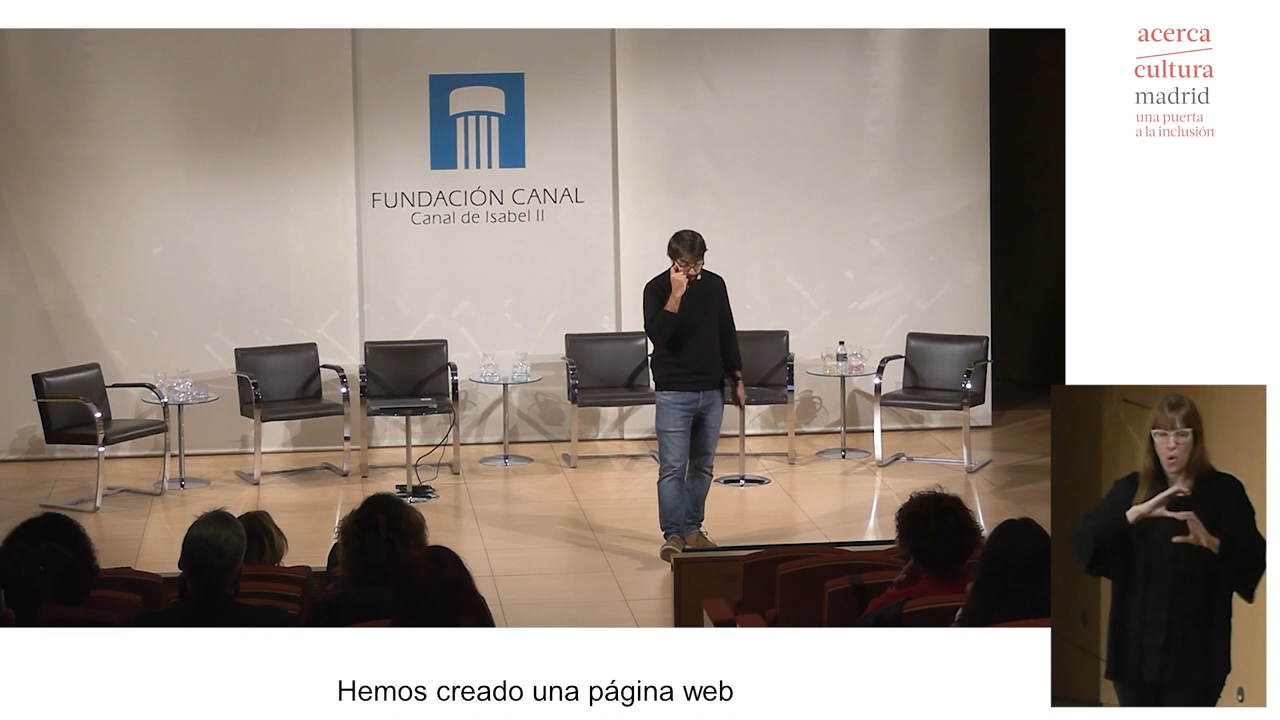 acerca
cultura
madrid
una puerta
a la inclusión
FUNDACIÓN CANAL
Canal de Isabel II
Hemos creado una página web